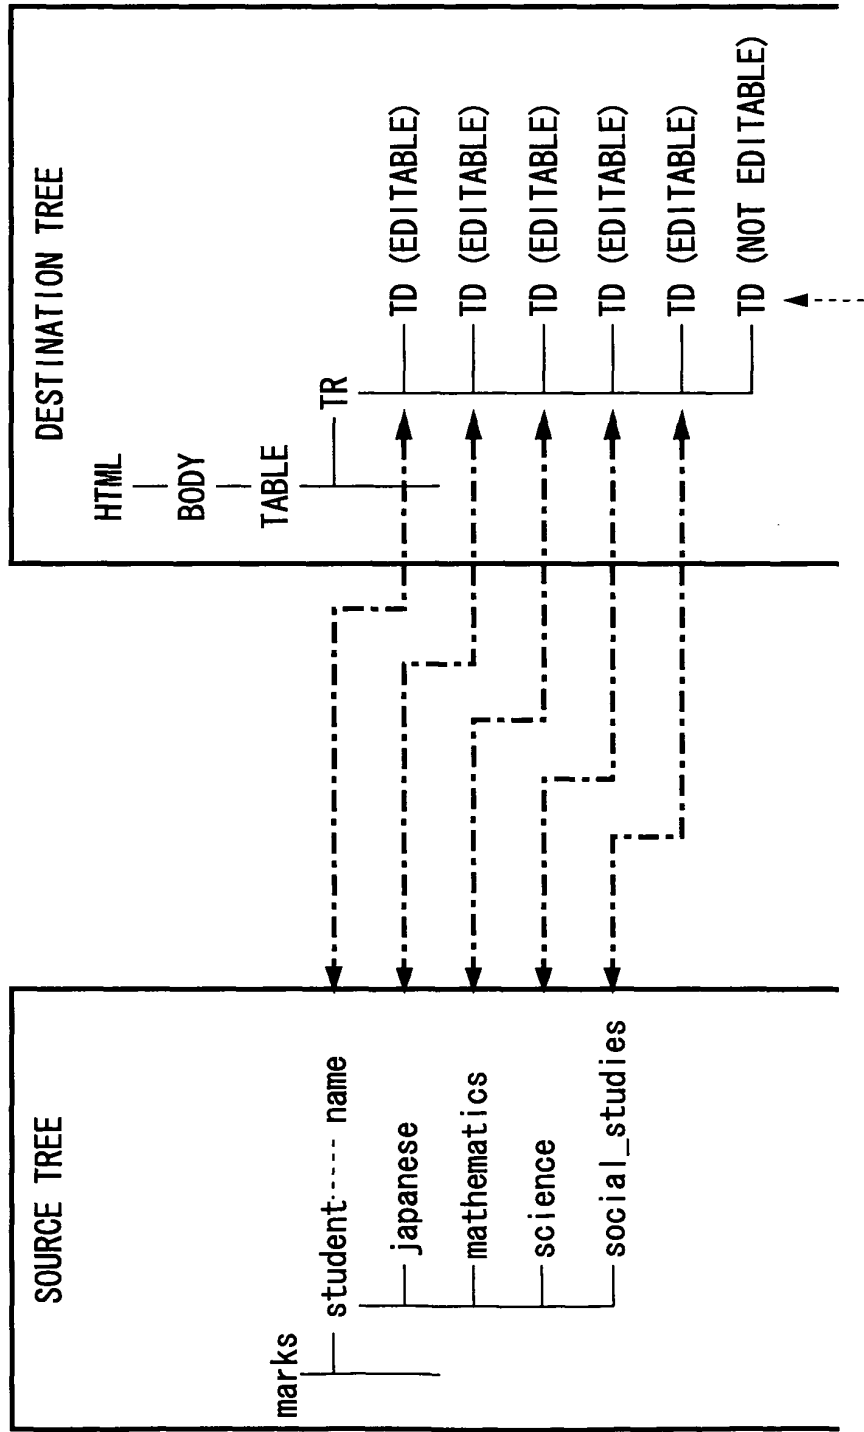 SOURCE TREE
marks
student
name
japanese
mathematics
science
social_studies
DESTINATION TREE
HTML
BODY
TABLE
TR
TD (EDITABLE)
TD (EDITABLE)
TD (EDITABLE)
TD (EDITABLE)
TD (EDITABLE)
TD (NOT EDITABLE)